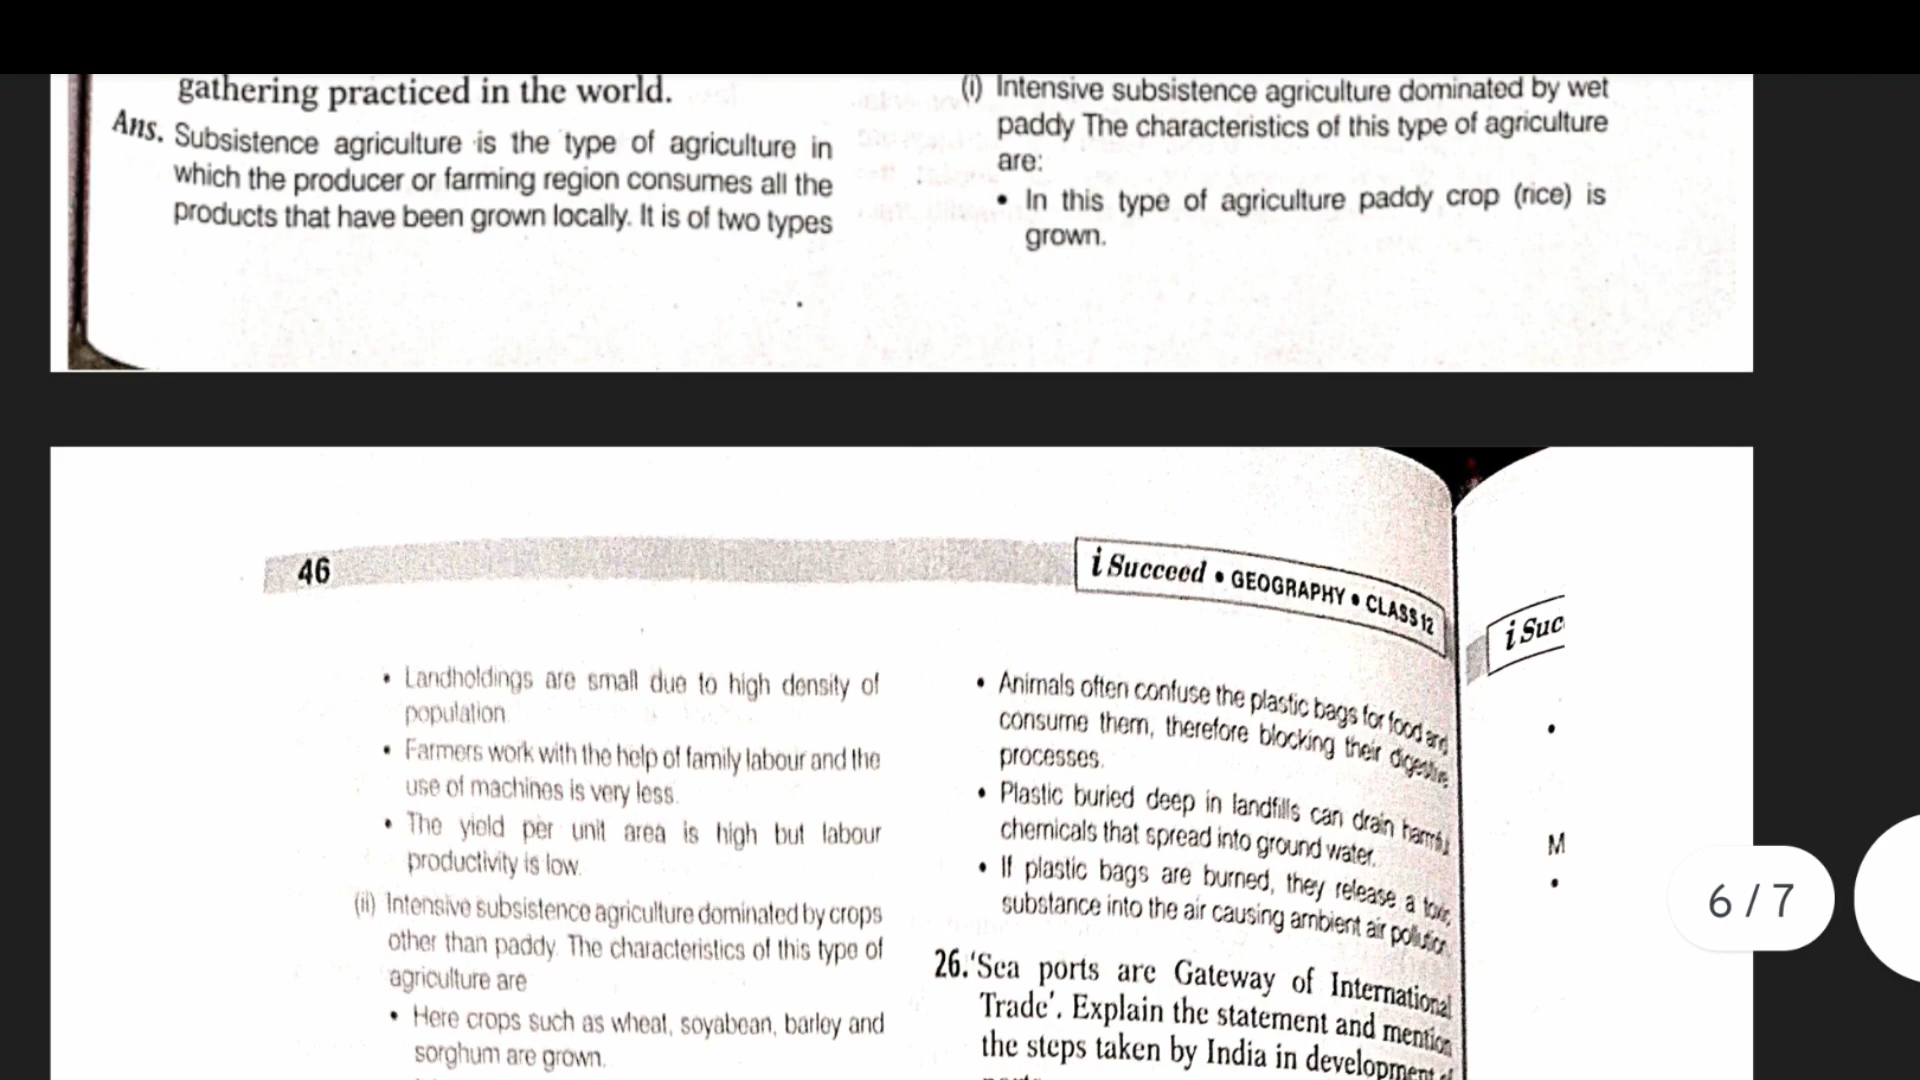 gathering practiced in the world.
Ans. Subsistence agriculture is the type of agriculture in
which the producer or farming region consumes all the
products that have been grown locally. It is of two types
(i) Intensive subsistence agriculture dominated by wet
paddy The characteristics of this type of agriculture
are:
• In this type of agriculture paddy crop (rice) is
grown.
46
i Succeed • GEOGRAPHY • CLASS 12
• Landholdings are small due to high density of
population
• Farmers work with the help of family labour and the
use of machines is very less.
• The yield per unit area is high but labour
productivity is low.
(ii) Intensive subsistence agriculture dominated by crops
other than paddy. The characteristics of this type of
agriculture are
• Here crops such as wheat, soyabean, barley and
sorghum are grown.
• Animals often confuse the plastic bags for food and
consume them, therefore blocking their digestive
processes.
• Plastic buried deep in landfills can drain harmful
chemicals that spread into ground water.
• If plastic bags are burned, they release a toxic
substance into the air causing ambient air pollution.
26. 'Sea ports are Gateway of International
Trade'. Explain the statement and mention
the steps taken by India in development of
i Suc
•
M
•
6 / 7